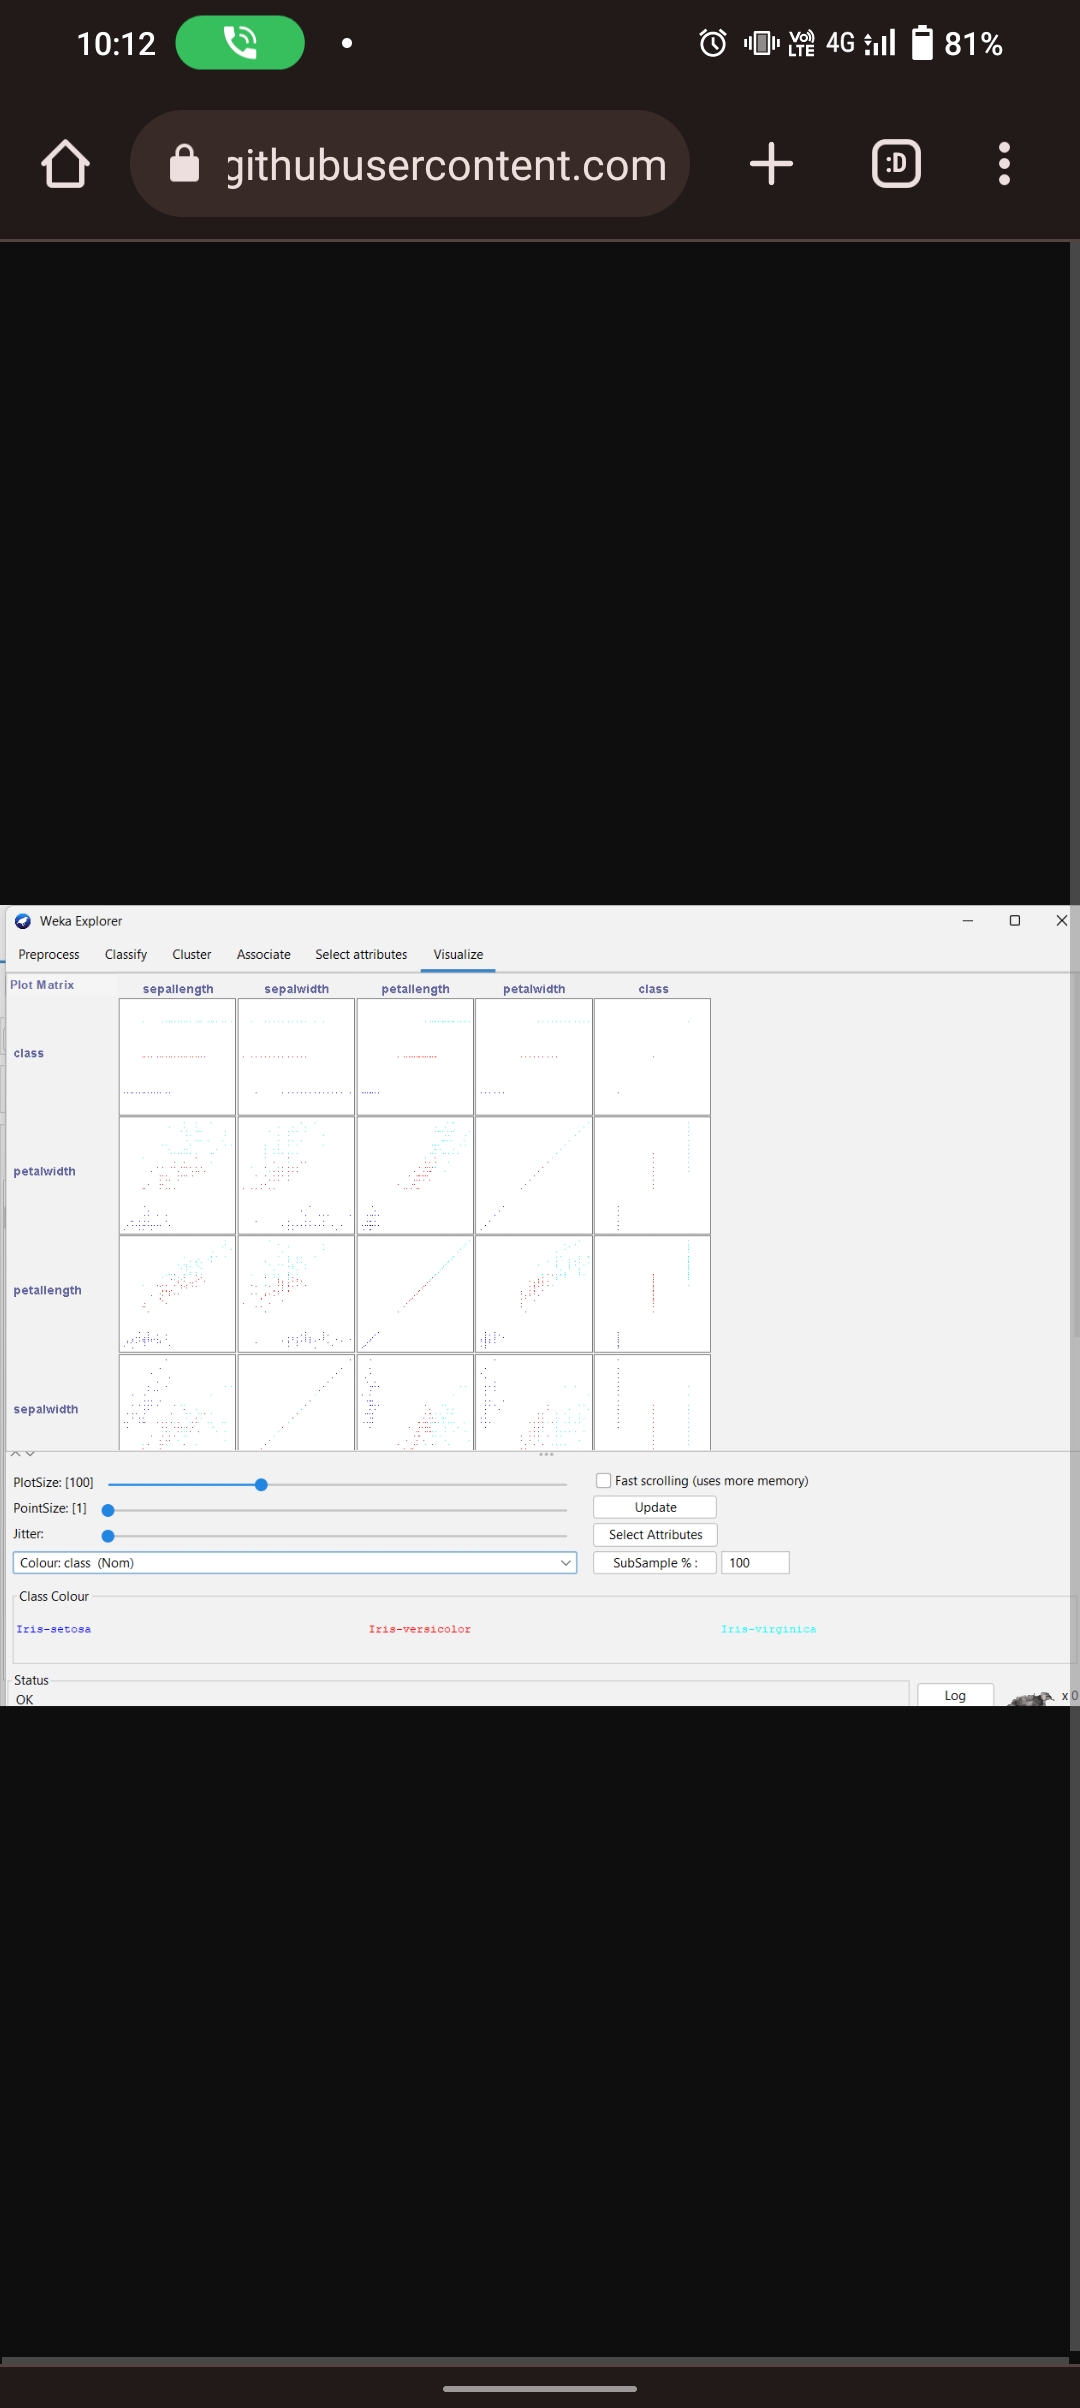 10:12
Vo))
LTE
4G
81%
githubusercontent.com
:D
Weka Explorer
Preprocess
Classify
Cluster
Associate
Select attributes
Visualize
Plot Matrix
sepallength
sepalwidth
petallength
petalwidth
class
class
petalwidth
petallength
sepalwidth
PlotSize: [100]
Fast scrolling (uses more memory)
PointSize: [1]
Update
Jitter:
Select Attributes
Colour: class (Nom)
SubSample % :
100
Class Colour
Iris-setosa
Iris-versicolor
Iris-virginica
Status
OK
Log
x 0